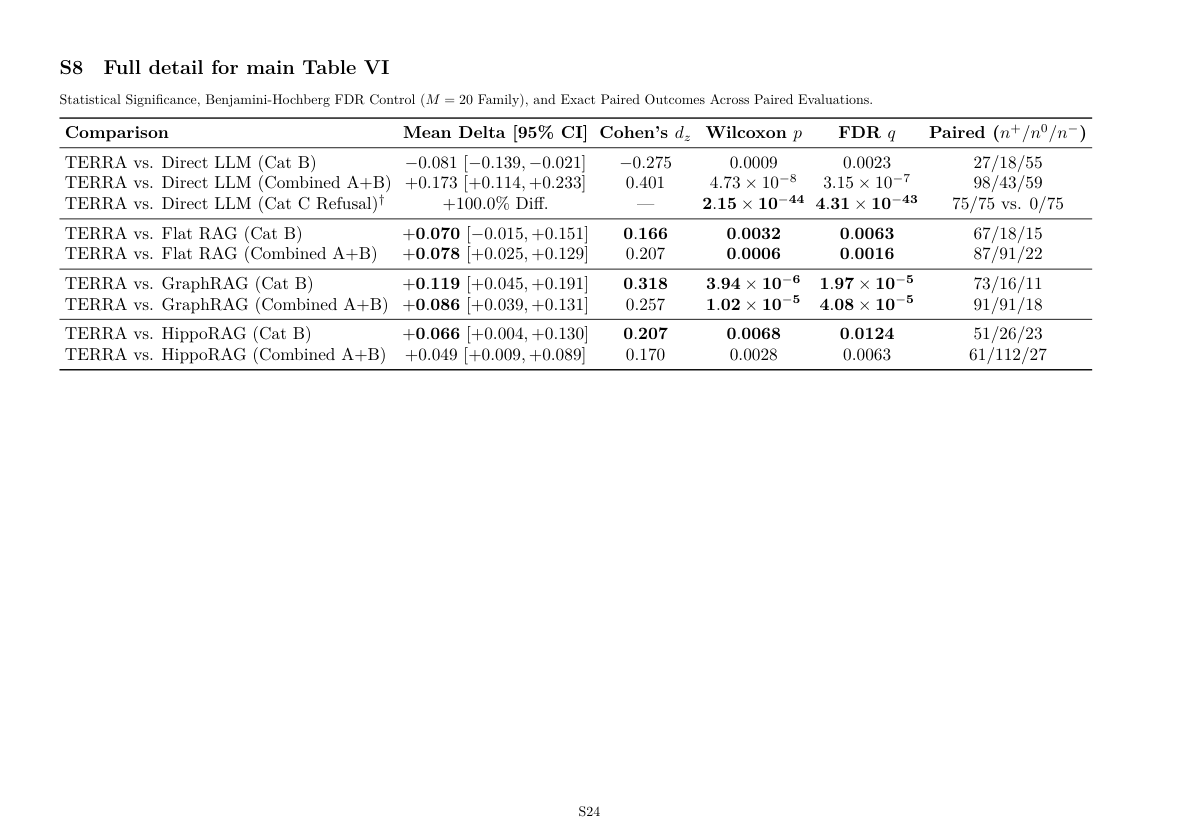 S8 Full detail for main Table VI
Statistical Significance, Benjamini-Hochberg FDR Control (M = 20 Family), and Exact Paired Outcomes Across Paired Evaluations.
Comparison Mean Delta [95% CI] Cohen's d_z Wilcoxon p FDR q Paired (n⁺/n⁰/n⁻)
TERRA vs. Direct LLM (Cat B) −0.081 [−0.139, −0.021] −0.275 0.0009 0.0023 27/18/55
TERRA vs. Direct LLM (Combined A+B) +0.173 [+0.114, +0.233] 0.401 4.73 × 10⁻⁸ 3.15 × 10⁻⁷ 98/43/59
TERRA vs. Direct LLM (Cat C Refusal)† +100.0% Diff. — 2.15 × 10⁻⁴⁴ 4.31 × 10⁻⁴³ 75/75 vs. 0/75
TERRA vs. Flat RAG (Cat B) +0.070 [−0.015, +0.151] 0.166 0.0032 0.0063 67/18/15
TERRA vs. Flat RAG (Combined A+B) +0.078 [+0.025, +0.129] 0.207 0.0006 0.0016 87/91/22
TERRA vs. GraphRAG (Cat B) +0.119 [+0.045, +0.191] 0.318 3.94 × 10⁻⁶ 1.97 × 10⁻⁵ 73/16/11
TERRA vs. GraphRAG (Combined A+B) +0.086 [+0.039, +0.131] 0.257 1.02 × 10⁻⁵ 4.08 × 10⁻⁵ 91/91/18
TERRA vs. HippoRAG (Cat B) +0.066 [+0.004, +0.130] 0.207 0.0068 0.0124 51/26/23
TERRA vs. HippoRAG (Combined A+B) +0.049 [+0.009, +0.089] 0.170 0.0028 0.0063 61/112/27
S24